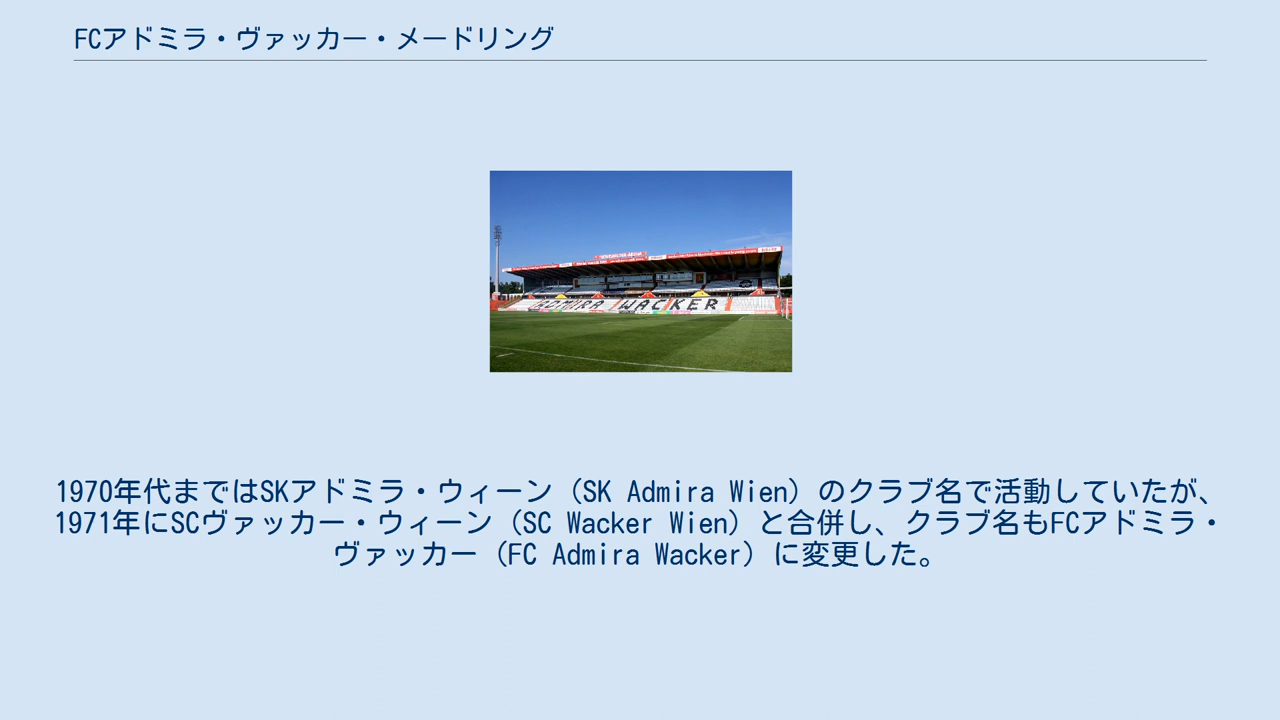 FCアドミラ・ヴァッカー・メードリング
ADMIRA WACKER
1970年代まではSKアドミラ・ウィーン（SK Admira Wien）のクラブ名で活動していたが、
1971年にSCヴァッカー・ウィーン（SC Wacker Wien）と合併し、クラブ名もFCアドミラ・
ヴァッカー（FC Admira Wacker）に変更した。